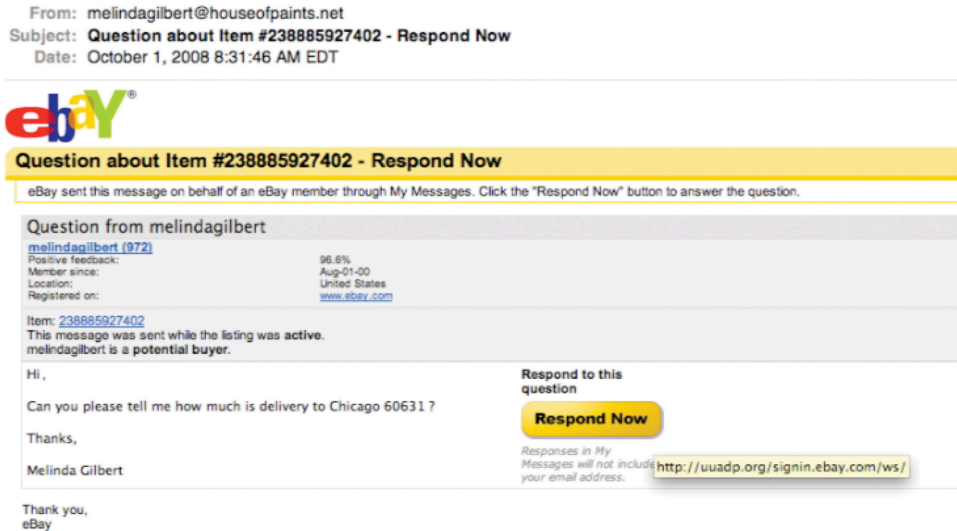 From: melindagilbert@houseofpaints.net
Subject: Question about Item #238885927402 - Respond Now
Date: October 1, 2008 8:31:46 AM EDT
ebaY®
Question about Item #238885927402 - Respond Now
eBay sent this message on behalf of an eBay member through My Messages. Click the "Respond Now" button to answer the question.
Question from melindagilbert
melindagilbert (972)
Positive feedback: 96.6%
Member since: Aug-01-00
Location: United States
Registered on: www.ebay.com
Item: 238885927402
This message was sent while the listing was active.
melindagilbert is a potential buyer.
Hi ,
Can you please tell me how much is delivery to Chicago 60631 ?
Thanks,
Melinda Gilbert
Respond to this
question
Respond Now
Responses in My
Messages will not include
your email address.
http://uuadp.org/signin.ebay.com/ws/
Thank you,
eBay